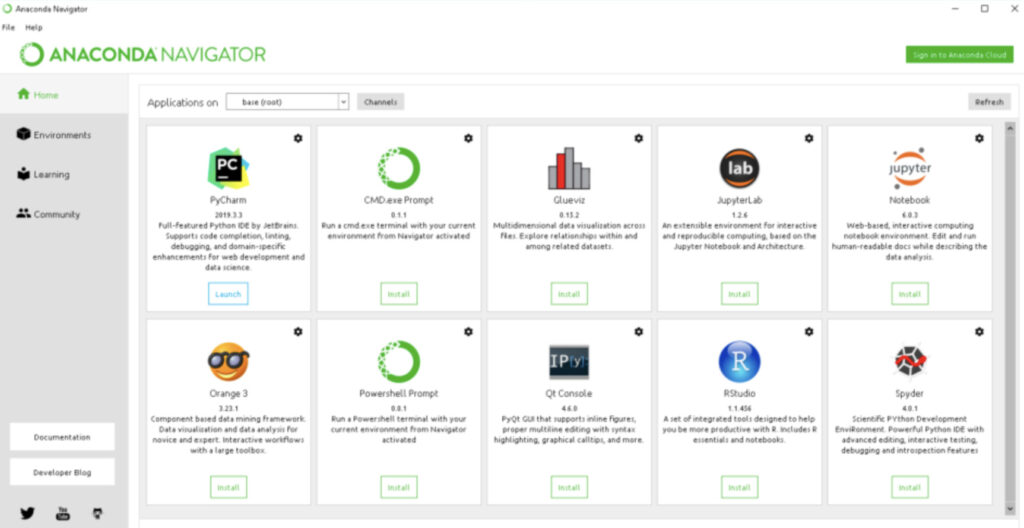 Anaconda Navigator
File Help
ANACONDA NAVIGATOR
Sign in to Anaconda Cloud
Home
Environments
Learning
Community
Documentation
Developer Blog
You
Tube
Applications on
base (root)
Channels
Refresh
PC
PyCharm
2019.3.3
Full-featured Python IDE by JetBrains.
Supports code completion, linting,
debugging, and domain-specific
enhancements for web development and
data science.
Launch
CMD.exe Prompt
0.1.1
Run a cmd.exe terminal with your current
environment from Navigator activated
Install
Glueviz
0.15.2
Multidimensional data visualization across
files. Explore relationships within and
among related datasets.
Install
lab
JupyterLab
1.2.6
An extensible environment for interactive
and reproducible computing, based on the
Jupyter Notebook and Architecture.
Install
jupyter
Notebook
6.0.3
Web-based, interactive computing
notebook environment. Edit and run
human-readable docs while describing the
data analysis.
Install
Orange 3
3.23.1
Component based data mining framework.
Data visualization and data analysis for
novice and expert. Interactive workflows
with a large toolbox.
Install
Powershell Prompt
0.0.1
Run a Powershell terminal with your
current environment from Navigator
activated
Install
IP[y]:
Qt Console
4.6.0
PyQt GUI that supports inline figures,
proper multiline editing with syntax
highlighting, graphical calltips, and more.
Install
R
RStudio
1.1.456
A set of integrated tools designed to help
you be more productive with R. Includes R
essentials and notebooks.
Install
Spyder
4.0.1
Scientific PYthon Development
EnviRonment. Powerful Python IDE with
advanced editing, interactive testing,
debugging and introspection features
Install